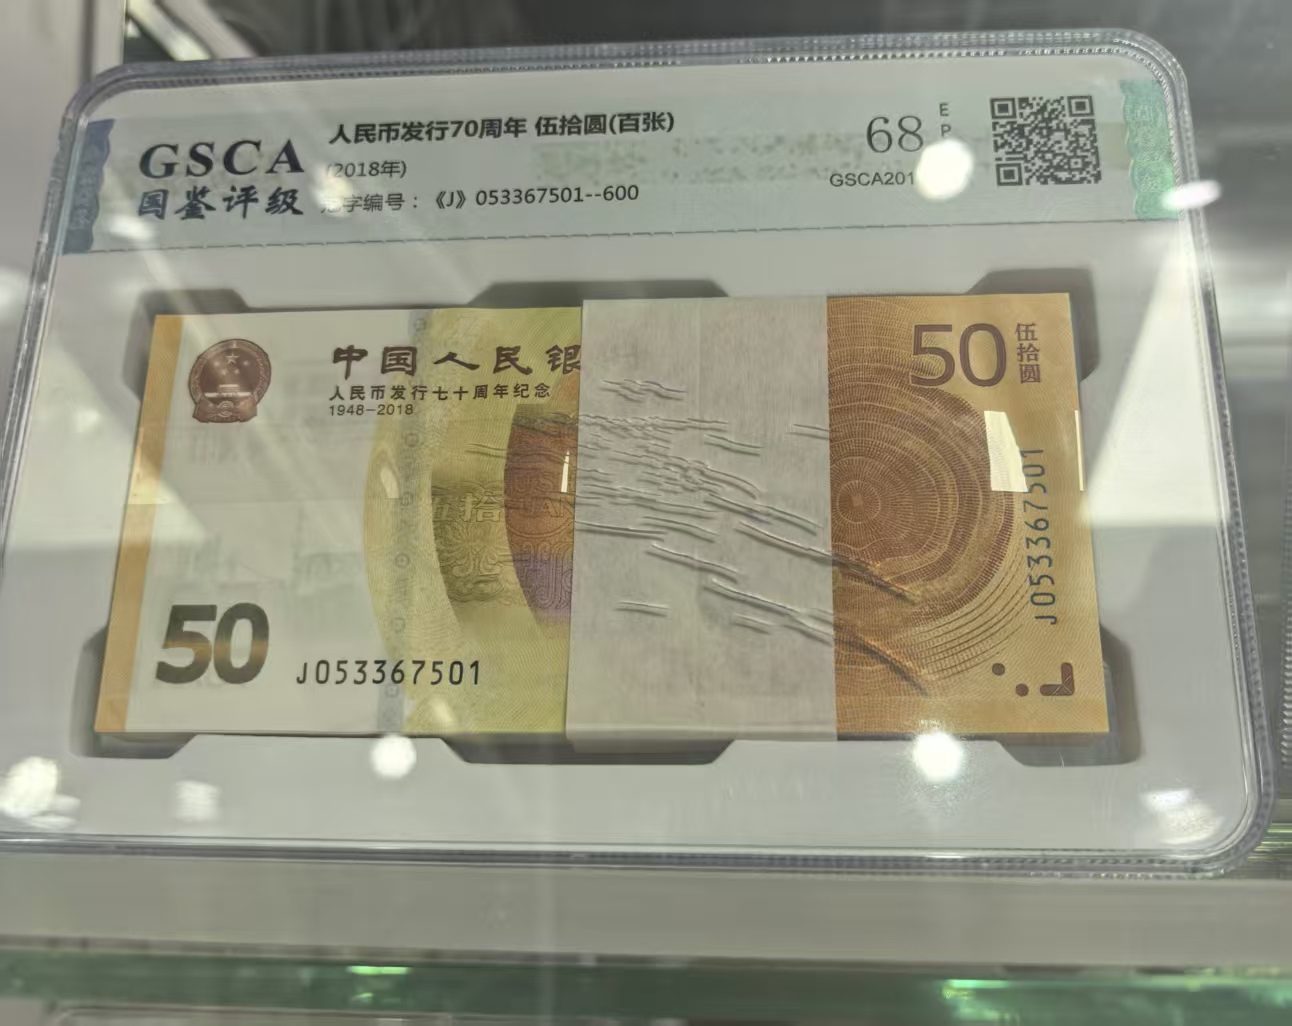 GSCA
国鉴评级
人民币发行70周年 伍拾圆(百张)
(2018年)
字编号：《J》053367501--600
68
E
P
GSCA201
中国人民银
人民币发行七十周年纪念
1948-2018
伍拾
50
J053367501
50
伍拾圆
J053367501